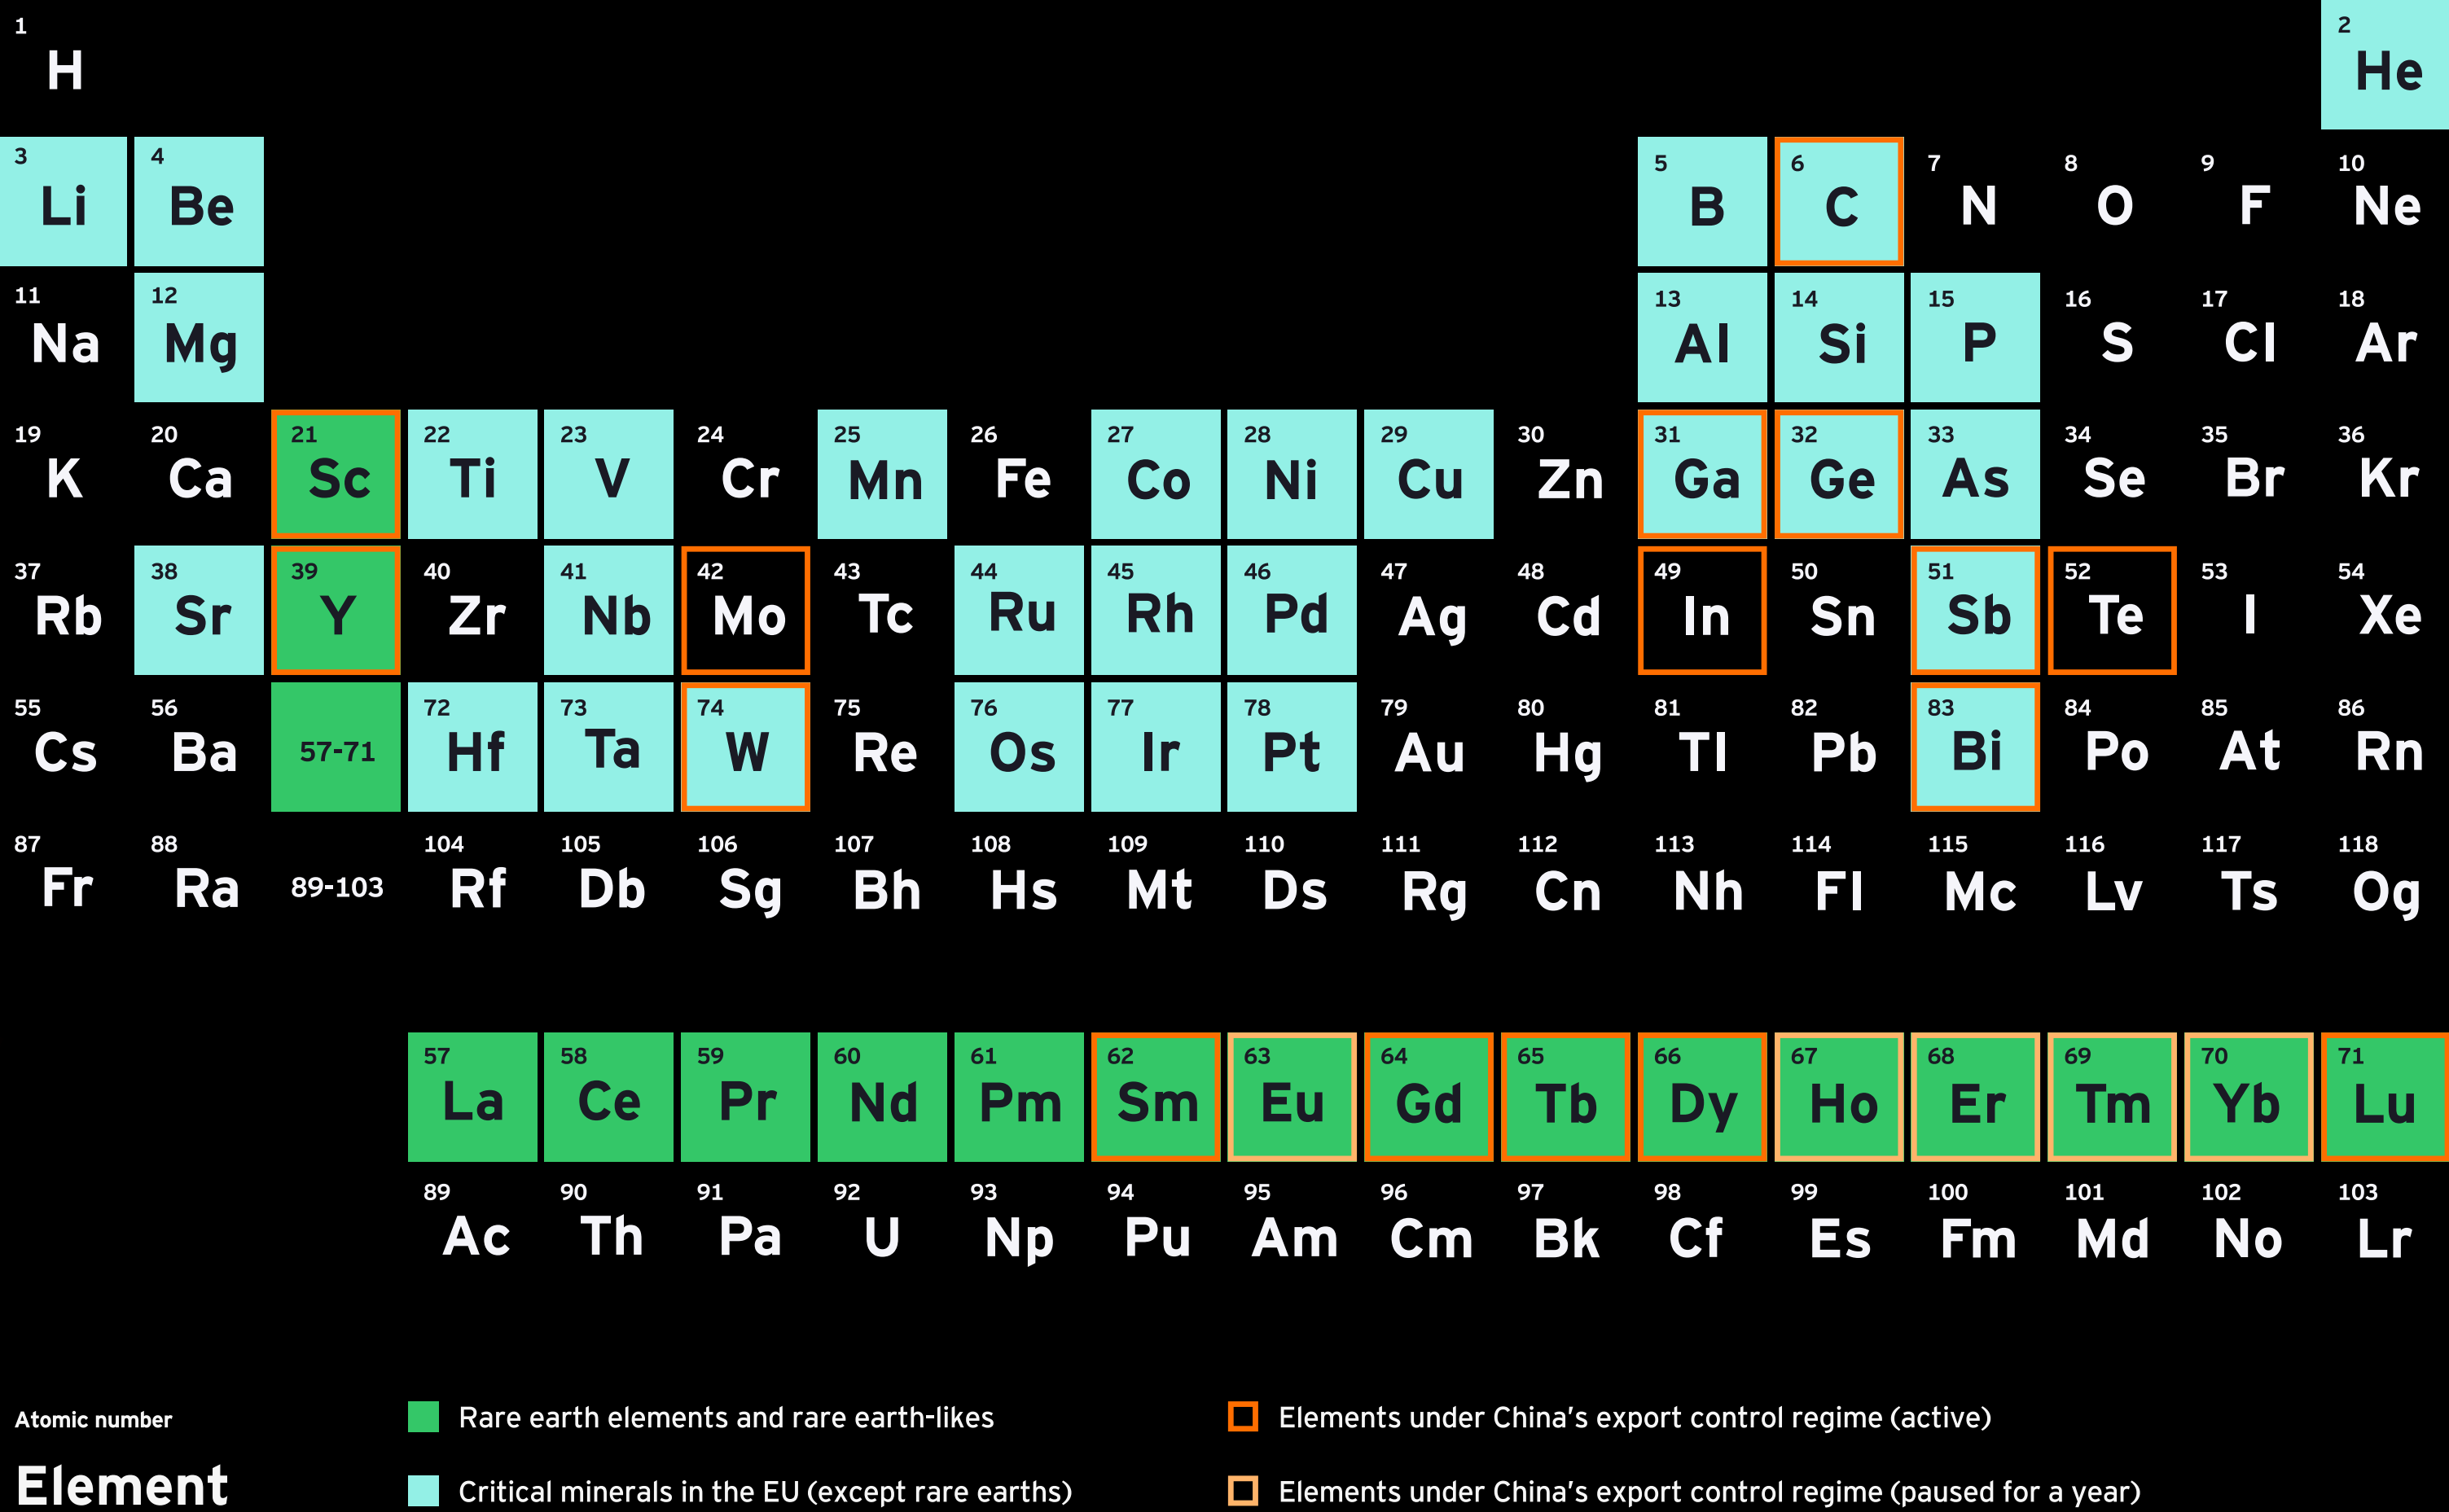 1 2
H He
3 4 5 6 7 8 9 10
Li Be B C N O F Ne
11 12 13 14 15 16 17 18
Na Mg Al Si P S Cl Ar
19 20 21 22 23 24 25 26 27 28 29 30 31 32 33 34 35 36
K Ca Sc Ti V Cr Mn Fe Co Ni Cu Zn Ga Ge As Se Br Kr
37 38 39 40 41 42 43 44 45 46 47 48 49 50 51 52 53 54
Rb Sr Y Zr Nb Mo Tc Ru Rh Pd Ag Cd In Sn Sb Te I Xe
55 56 72 73 74 75 76 77 78 79 80 81 82 83 84 85 86
Cs Ba 57-71 Hf Ta W Re Os Ir Pt Au Hg Tl Pb Bi Po At Rn
87 88 104 105 106 107 108 109 110 111 112 113 114 115 116 117 118
Fr Ra 89-103 Rf Db Sg Bh Hs Mt Ds Rg Cn Nh Fl Mc Lv Ts Og
57 58 59 60 61 62 63 64 65 66 67 68 69 70 71
La Ce Pr Nd Pm Sm Eu Gd Tb Dy Ho Er Tm Yb Lu
89 90 91 92 93 94 95 96 97 98 99 100 101 102 103
Ac Th Pa U Np Pu Am Cm Bk Cf Es Fm Md No Lr
Atomic number
Element
Rare earth elements and rare earth-likes
Critical minerals in the EU (except rare earths)
Elements under China's export control regime (active)
Elements under China's export control regime (paused for a year)